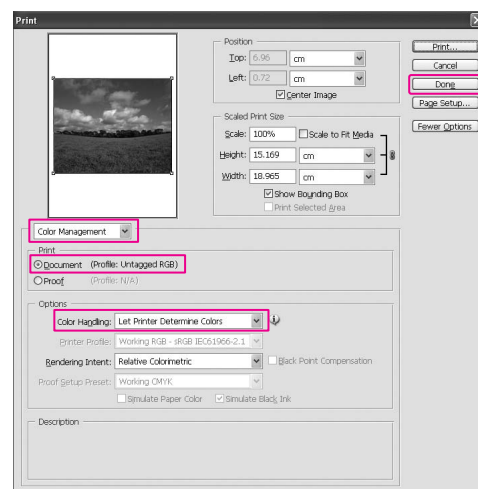 Print
Position
Top: 6.96 cm
Left: 0.72 cm
Center Image
Print...
Cancel
Done
Page Setup...
Fewer Options
Scaled Print Size
Scale: 100% Scale to Fit Media
Height: 15.169 cm
Width: 18.965 cm
Show Bounding Box
Print Selected Area
Color Management
Print
Document (Profile: Untagged RGB)
Proof (Profile: N/A)
Options
Color Handling: Let Printer Determine Colors
Printer Profile: Working RGB - sRGB IEC61966-2.1
Rendering Intent: Relative Colorimetric Black Point Compensation
Proof Setup Preset: Working CMYK
Simulate Paper Color Simulate Black Ink
Description